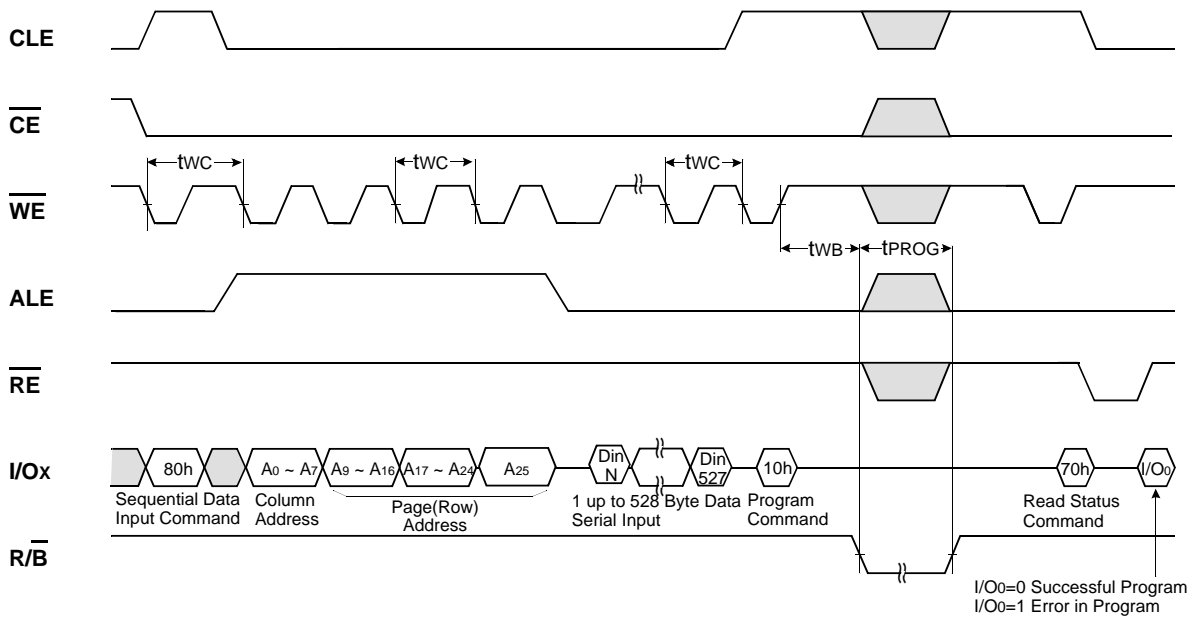 CLE
CE
tWC
tWC
tWC
WE
tWB
tPROG
ALE
RE
I/Ox
80h
A0 ~ A7
A9 ~ A16
A17 ~ A24
A25
Din
N
Din
527
10h
70h
I/O0
Sequential Data
Input Command
Column
Address
Page(Row)
Address
1 up to 528 Byte Data
Serial Input
Program
Command
Read Status
Command
R/B
I/O0=0 Successful Program
I/O0=1 Error in Program